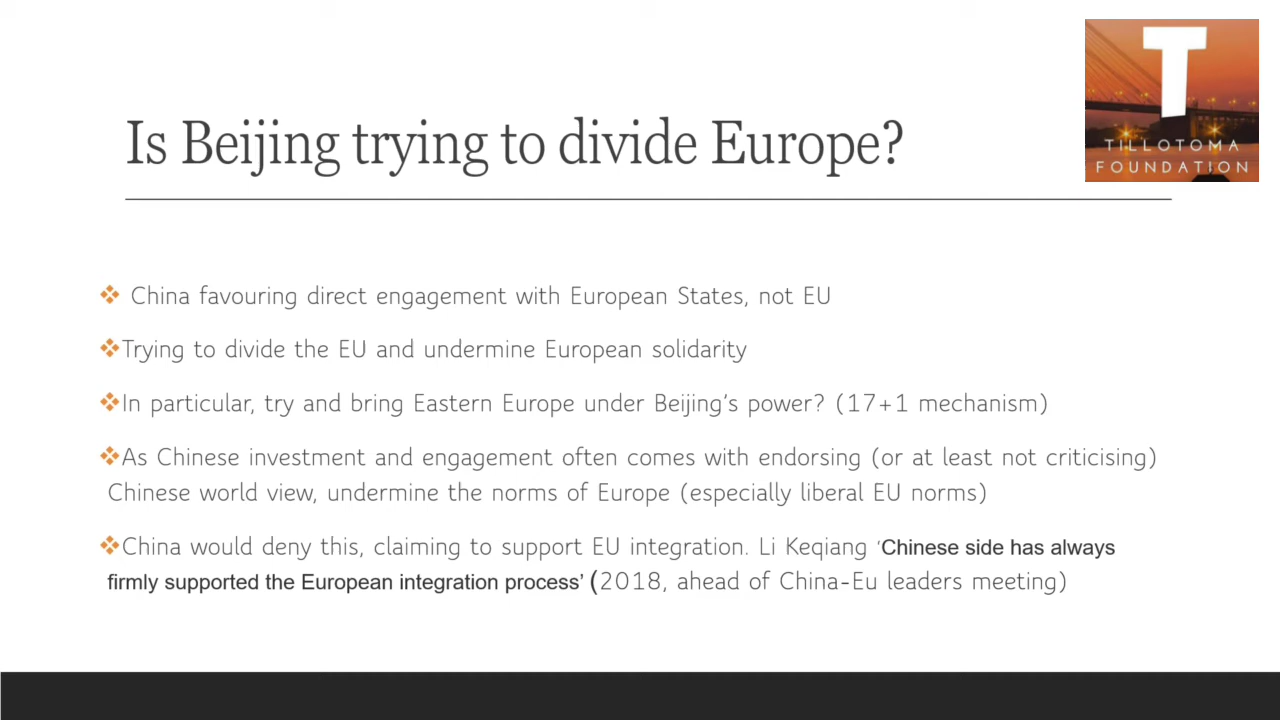 T
TILLOTOMA
FOUNDATION
Is Beijing trying to divide Europe?
China favouring direct engagement with European States, not EU
Trying to divide the EU and undermine European solidarity
In particular, try and bring Eastern Europe under Beijing's power? (17+1 mechanism)
As Chinese investment and engagement often comes with endorsing (or at least not criticising)
Chinese world view, undermine the norms of Europe (especially liberal EU norms)
China would deny this, claiming to support EU integration. Li Keqiang ‘Chinese side has always
firmly supported the European integration process’ (2018, ahead of China-Eu leaders meeting)